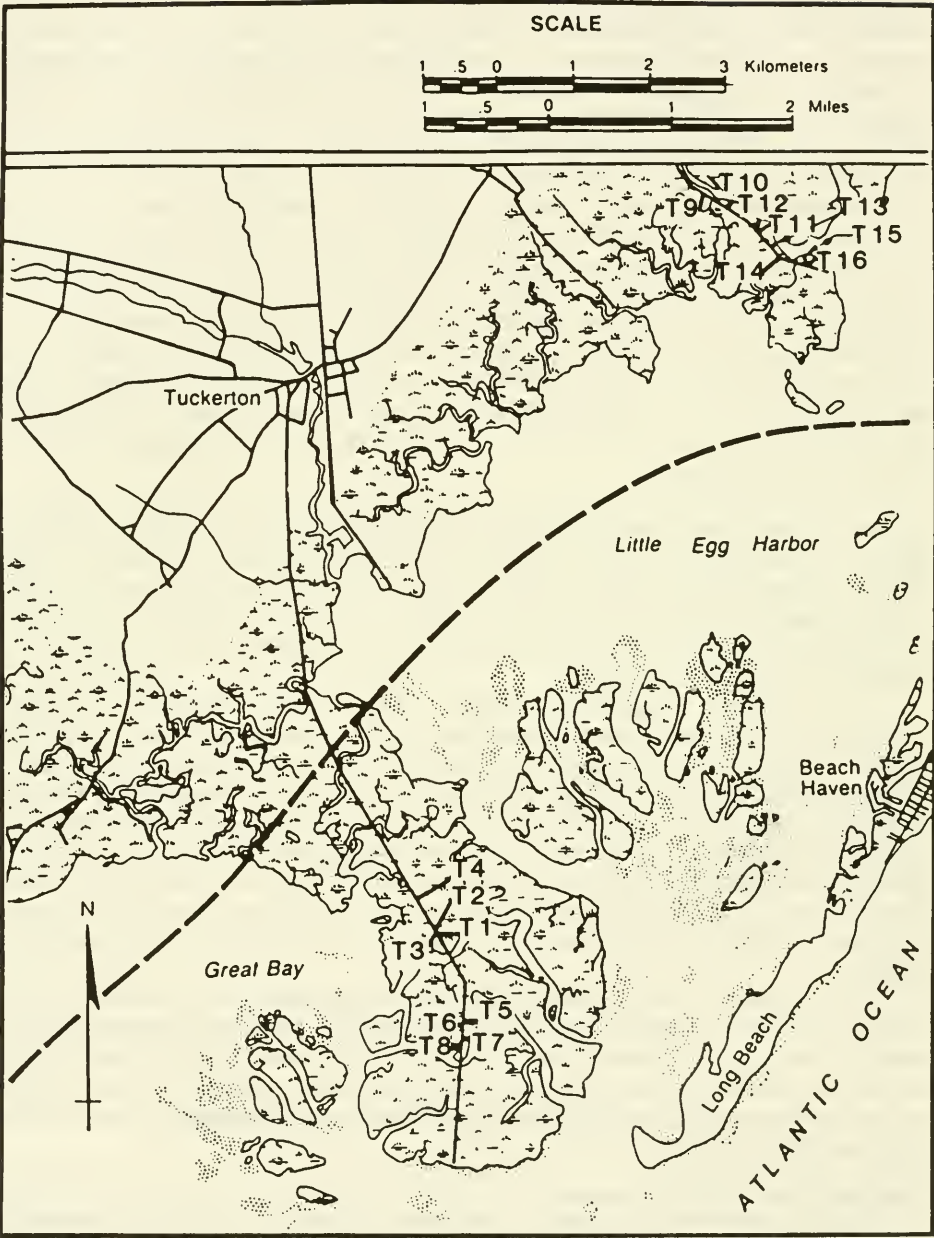 SCALE
1 .5 0 1 2 3 Kilometers
1 .5 0 1 2 Miles
T10
T9 T12
T11 T13
T15
T14 T16
Tuckerton
Little Egg Harbor
Beach
Haven
T4
T2
T1
T3
N
Great Bay
T5
T6
T8 T7
Long Beach
ATLANTIC OCEAN